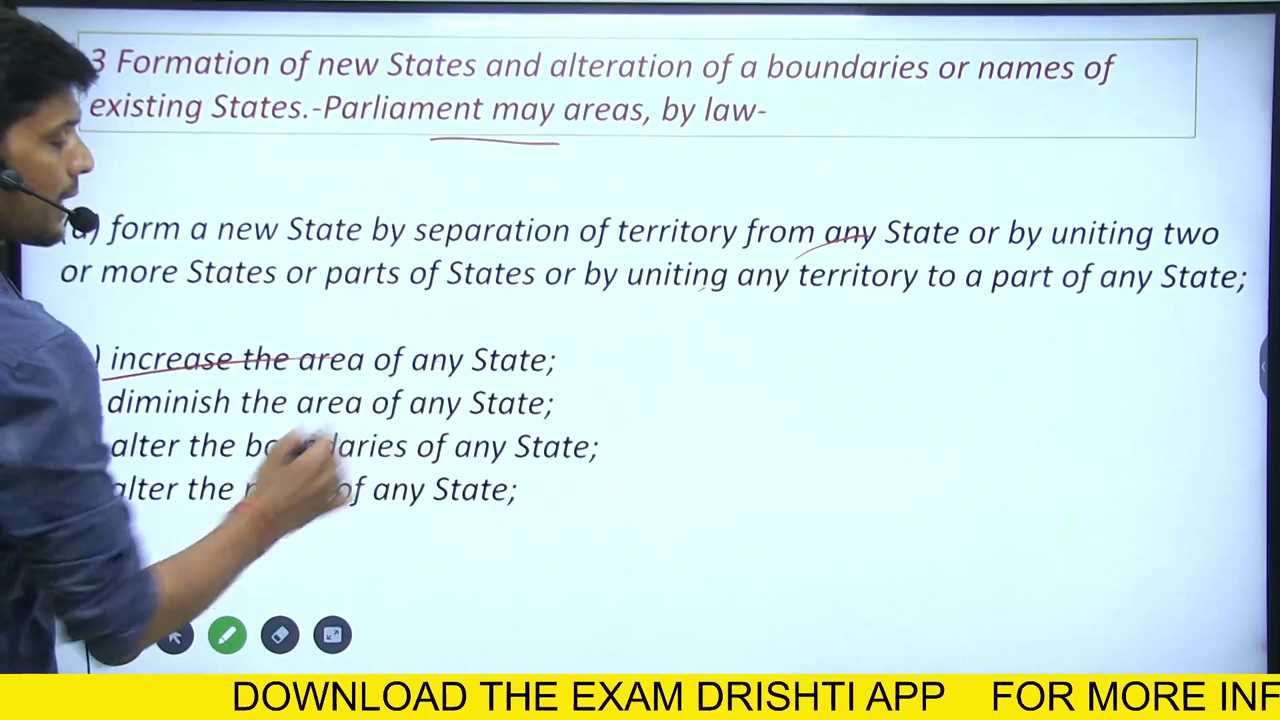 3 Formation of new States and alteration of a boundaries or names of
existing States.-Parliament may areas, by law-
) form a new State by separation of territory from any State or by uniting two
or more States or parts of States or by uniting any territory to a part of any State;
) increase the area of any State;
diminish the area of any State;
alter the boundaries of any State;
alter the of any State;
DOWNLOAD THE EXAM DRISHTI APP FOR MORE INF